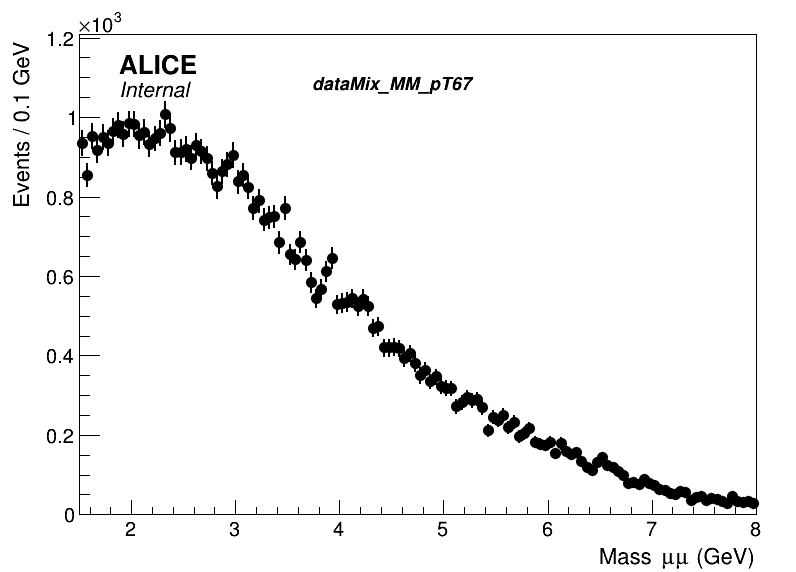 ×10³
1.2
1
0.8
0.6
0.4
0.2
0
Events / 0.1 GeV
ALICE
Internal
dataMix_MM_pT67
2 3 4 5 6 7 8
Mass μμ (GeV)